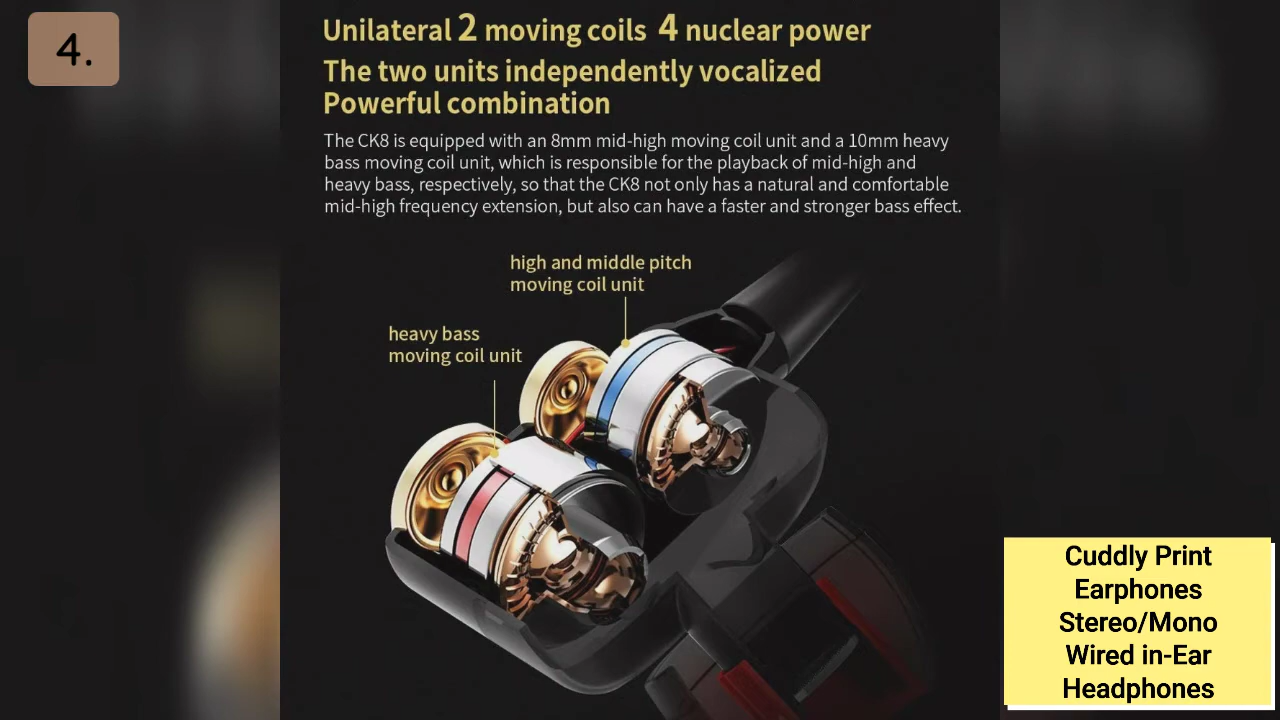 4.
Unilateral 2 moving coils 4 nuclear power
The two units independently vocalized
Powerful combination
The CK8 is equipped with an 8mm mid-high moving coil unit and a 10mm heavy
bass moving coil unit, which is responsible for the playback of mid-high and
heavy bass, respectively, so that the CK8 not only has a natural and comfortable
mid-high frequency extension, but also can have a faster and stronger bass effect.
high and middle pitch
moving coil unit
heavy bass
moving coil unit
Cuddly Print
Earphones
Stereo/Mono
Wired in-Ear
Headphones